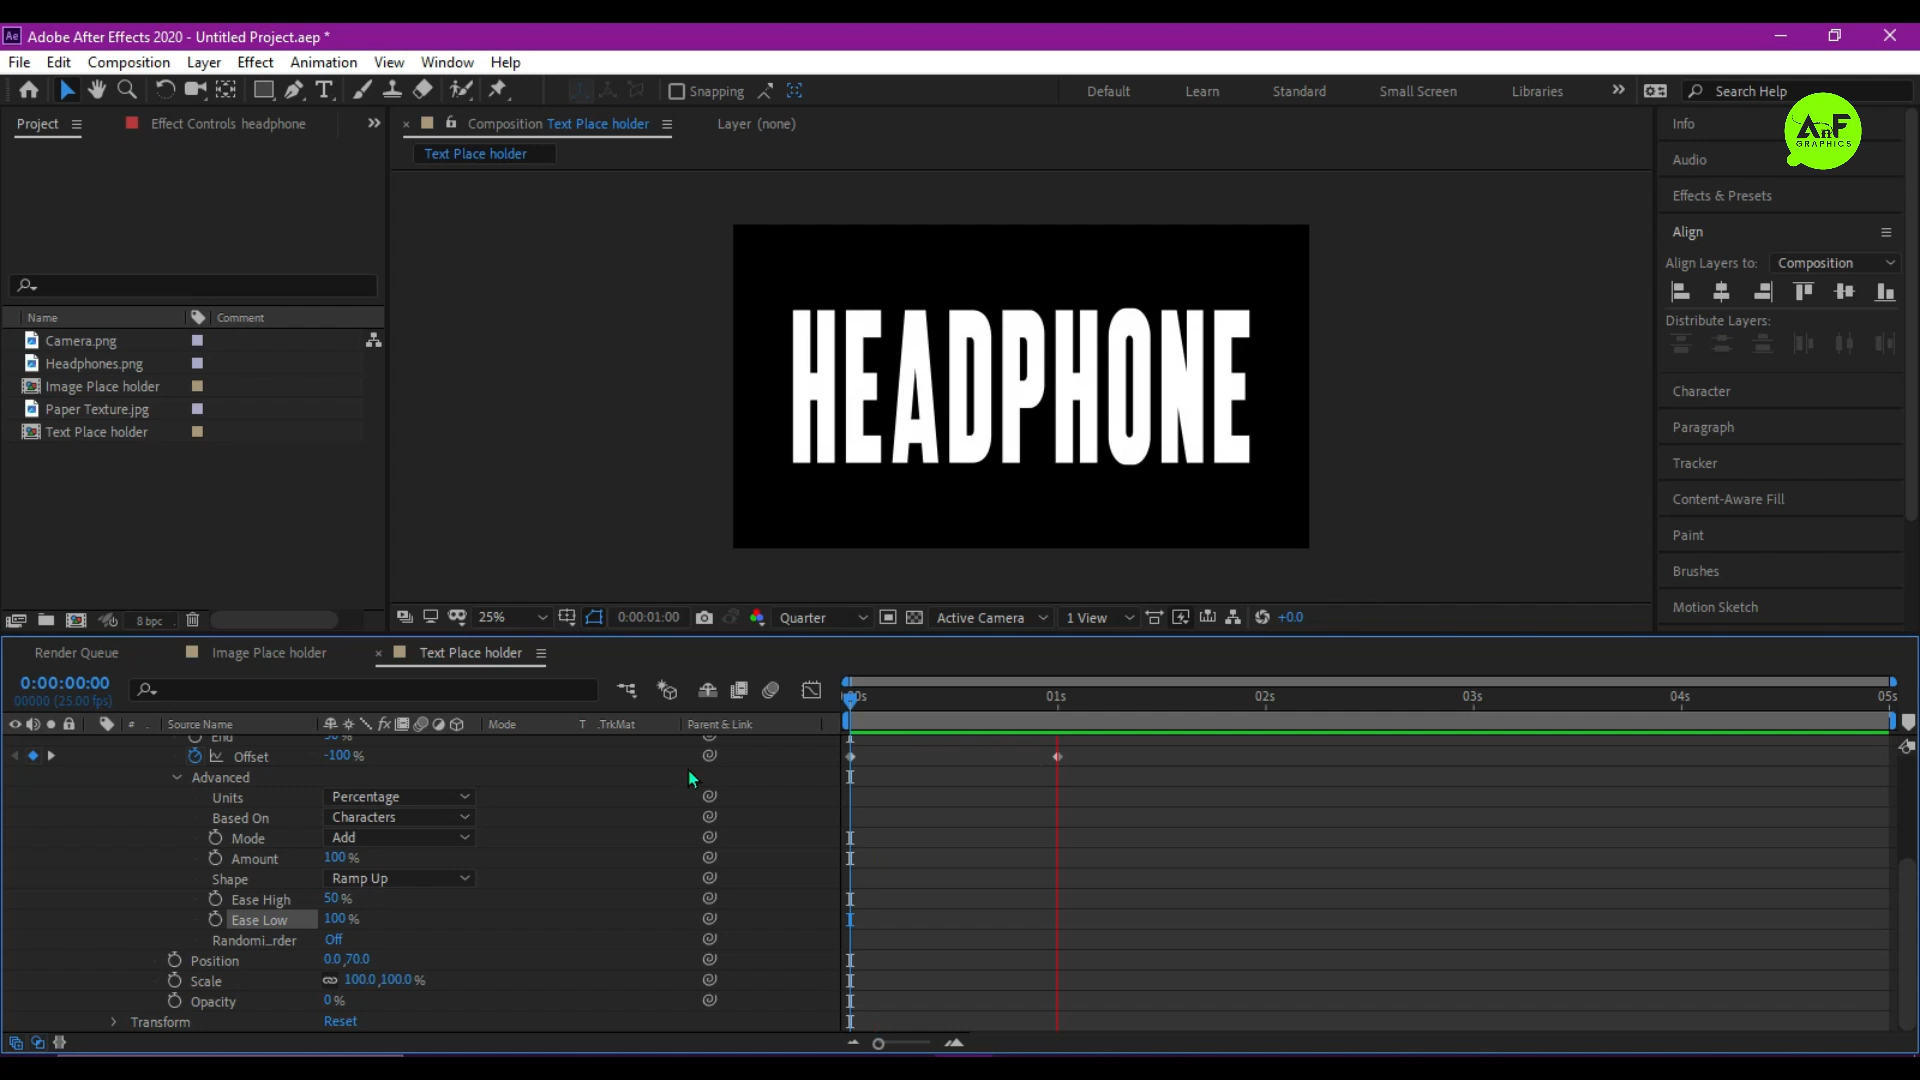 Ae Adobe After Effects 2020 - Untitled Project.aep *
File Edit Composition Layer Effect Animation View Window Help
T Snapping Default Learn Standard Small Screen Libraries Search Help
Project Effect Controls headphone
Composition Text Place holder Layer (none)
Text Place holder
Name Comment
Camera.png
Headphones.png
Image Place holder
Paper Texture.jpg
Text Place holder
8 bpc
HEADPHONE
25% 0:00:01:00 Quarter Active Camera 1 View +0.0
AnF
GRAPHICS
Info
Audio
Effects & Presets
Align
Align Layers to: Composition
Distribute Layers:
Character
Paragraph
Tracker
Content-Aware Fill
Paint
Brushes
Motion Sketch
Render Queue Image Place holder Text Place holder
0:00:00:00
00000 (25.00 fps)
01s 02s 03s 04s 05s
# Source Name fx Mode T .TrkMat Parent & Link
End
Offset -100 %
Advanced
Units Percentage
Based On Characters
Mode Add
Amount 100 %
Shape Ramp Up
Ease High 50 %
Ease Low 100 %
Randomi_rder Off
Position 0.0 ,70.0
Scale 100.0 ,100.0 %
Opacity 0 %
Transform Reset